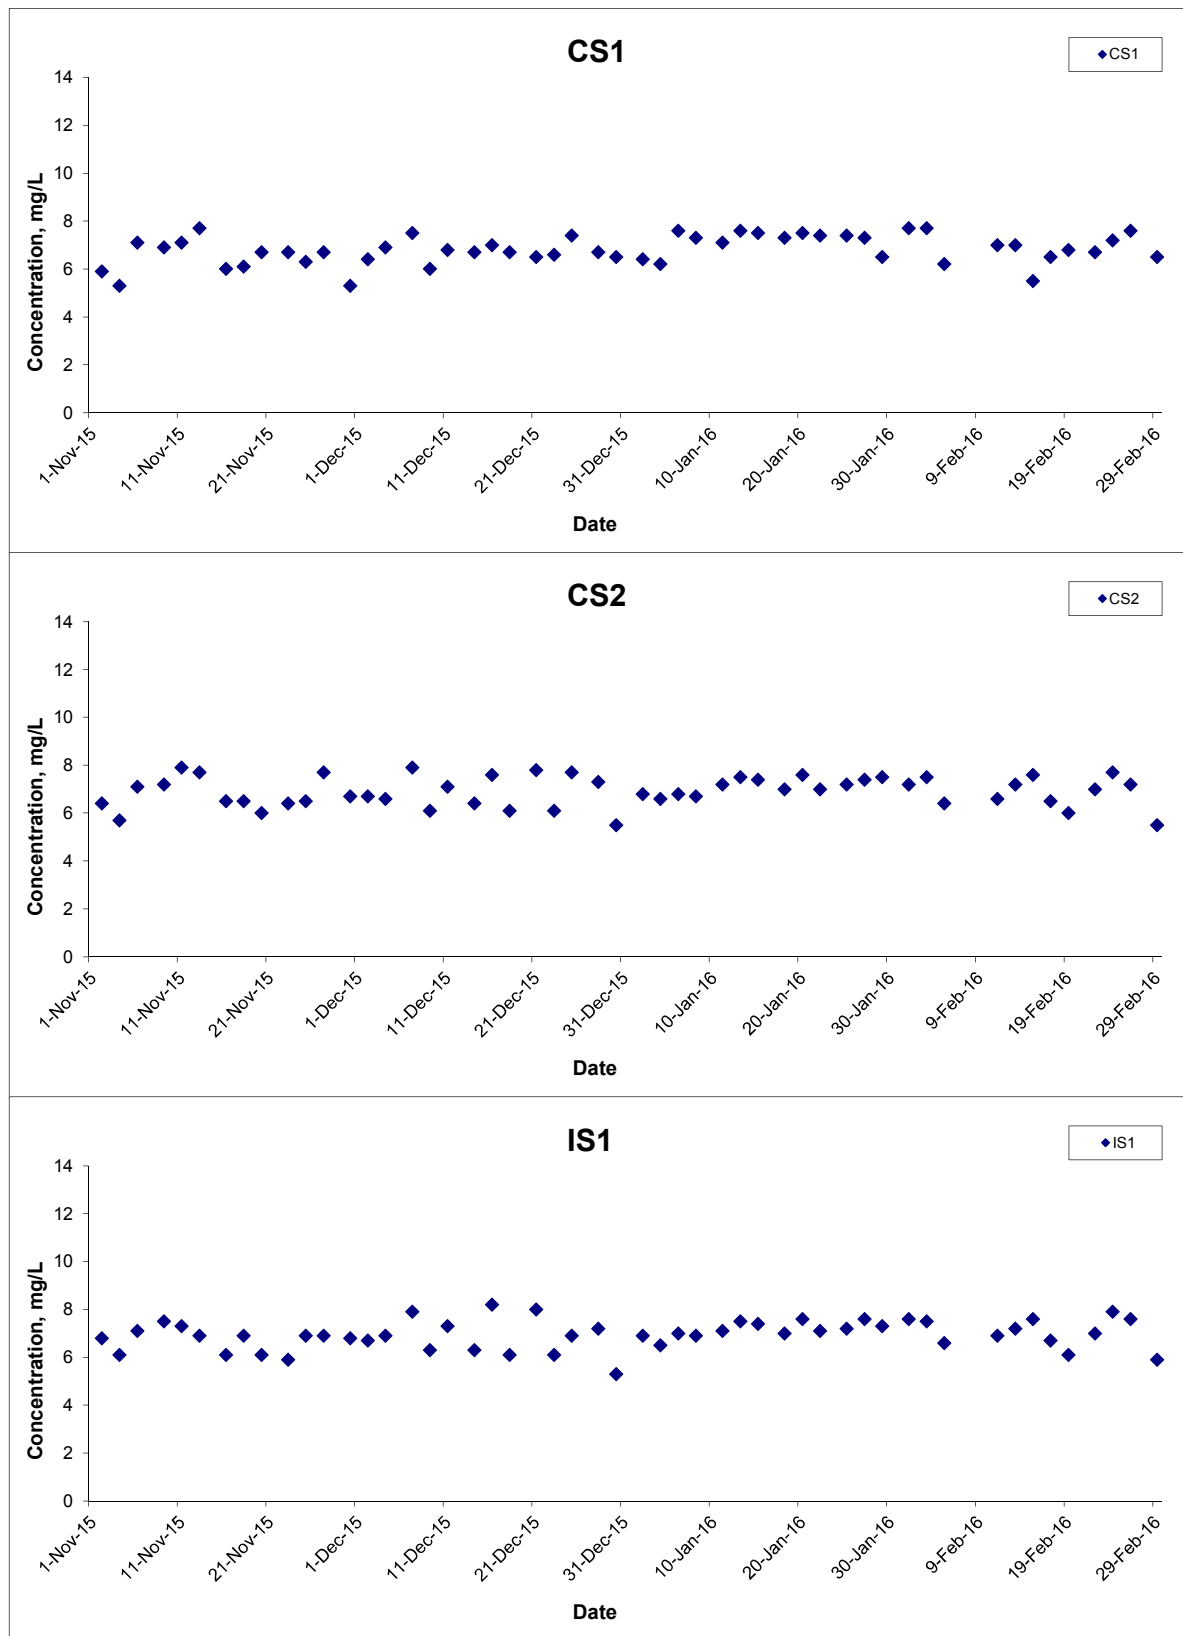 CS1
CS1
Concentration, mg/L
14
12
10
8
6
4
2
0
1-Nov-15
11-Nov-15
21-Nov-15
1-Dec-15
11-Dec-15
21-Dec-15
31-Dec-15
10-Jan-16
20-Jan-16
30-Jan-16
9-Feb-16
19-Feb-16
29-Feb-16
Date
CS2
CS2
Concentration, mg/L
14
12
10
8
6
4
2
0
1-Nov-15
11-Nov-15
21-Nov-15
1-Dec-15
11-Dec-15
21-Dec-15
31-Dec-15
10-Jan-16
20-Jan-16
30-Jan-16
9-Feb-16
19-Feb-16
29-Feb-16
Date
IS1
IS1
Concentration, mg/L
14
12
10
8
6
4
2
0
1-Nov-15
11-Nov-15
21-Nov-15
1-Dec-15
11-Dec-15
21-Dec-15
31-Dec-15
10-Jan-16
20-Jan-16
30-Jan-16
9-Feb-16
19-Feb-16
29-Feb-16
Date